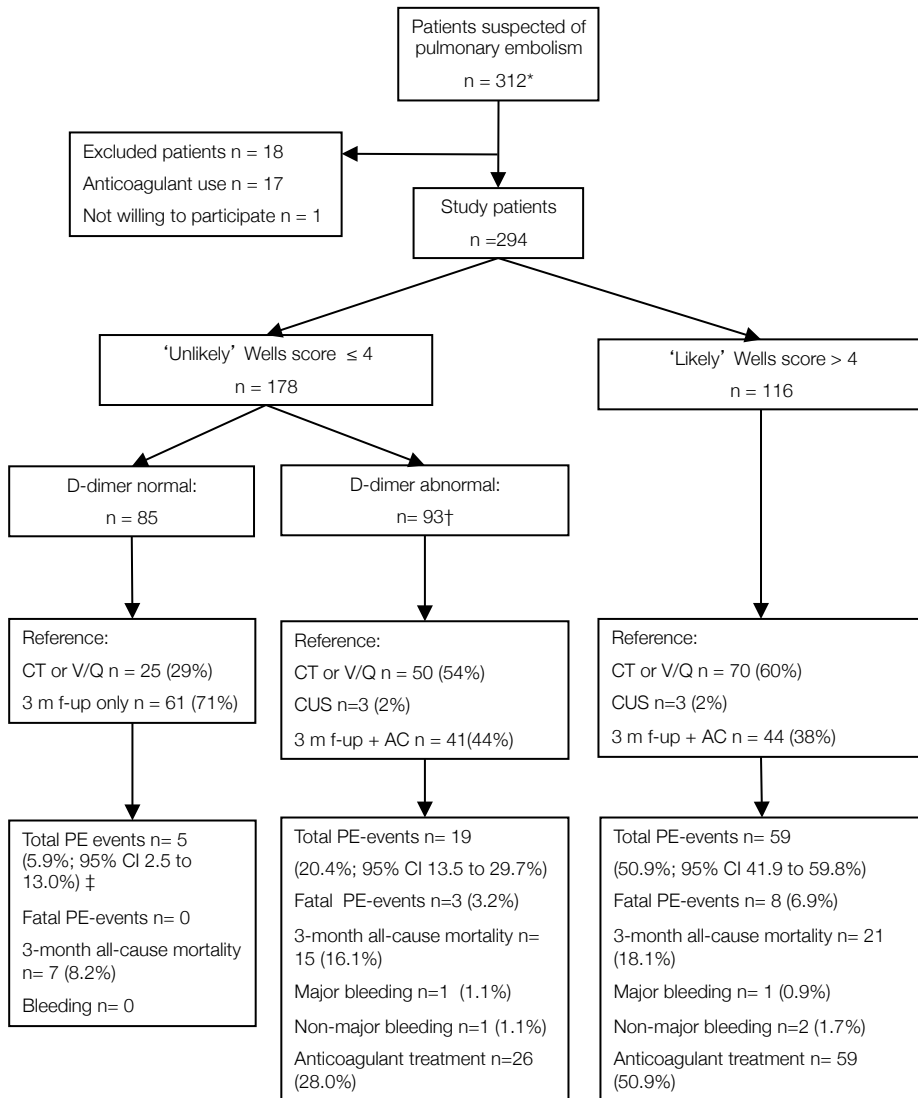 Patients suspected of
pulmonary embolism
n = 312*
Excluded patients n = 18
Anticoagulant use n = 17
Not willing to participate n = 1
Study patients
n =294
‘Unlikely’ Wells score ≤ 4
n = 178
‘Likely’ Wells score > 4
n = 116
D-dimer normal:
n = 85
D-dimer abnormal:
n= 93†
Reference:
CT or V/Q n = 25 (29%)
3 m f-up only n = 61 (71%)
Reference:
CT or V/Q n = 50 (54%)
CUS n=3 (2%)
3 m f-up + AC n = 41(44%)
Reference:
CT or V/Q n = 70 (60%)
CUS n=3 (2%)
3 m f-up + AC n = 44 (38%)
Total PE events n= 5
(5.9%; 95% CI 2.5 to
13.0%) ‡
Fatal PE-events n= 0
3-month all-cause mortality
n= 7 (8.2%)
Bleeding n= 0
Total PE-events n= 19
(20.4%; 95% CI 13.5 to 29.7%)
Fatal PE-events n=3 (3.2%)
3-month all-cause mortality n=
15 (16.1%)
Major bleeding n=1 (1.1%)
Non-major bleeding n=1 (1.1%)
Anticoagulant treatment n=26
(28.0%)
Total PE-events n= 59
(50.9%; 95% CI 41.9 to 59.8%)
Fatal PE-events n= 8 (6.9%)
3-month all-cause mortality n= 21
(18.1%)
Major bleeding n= 1 (0.9%)
Non-major bleeding n=2 (1.7%)
Anticoagulant treatment n= 59
(50.9%)